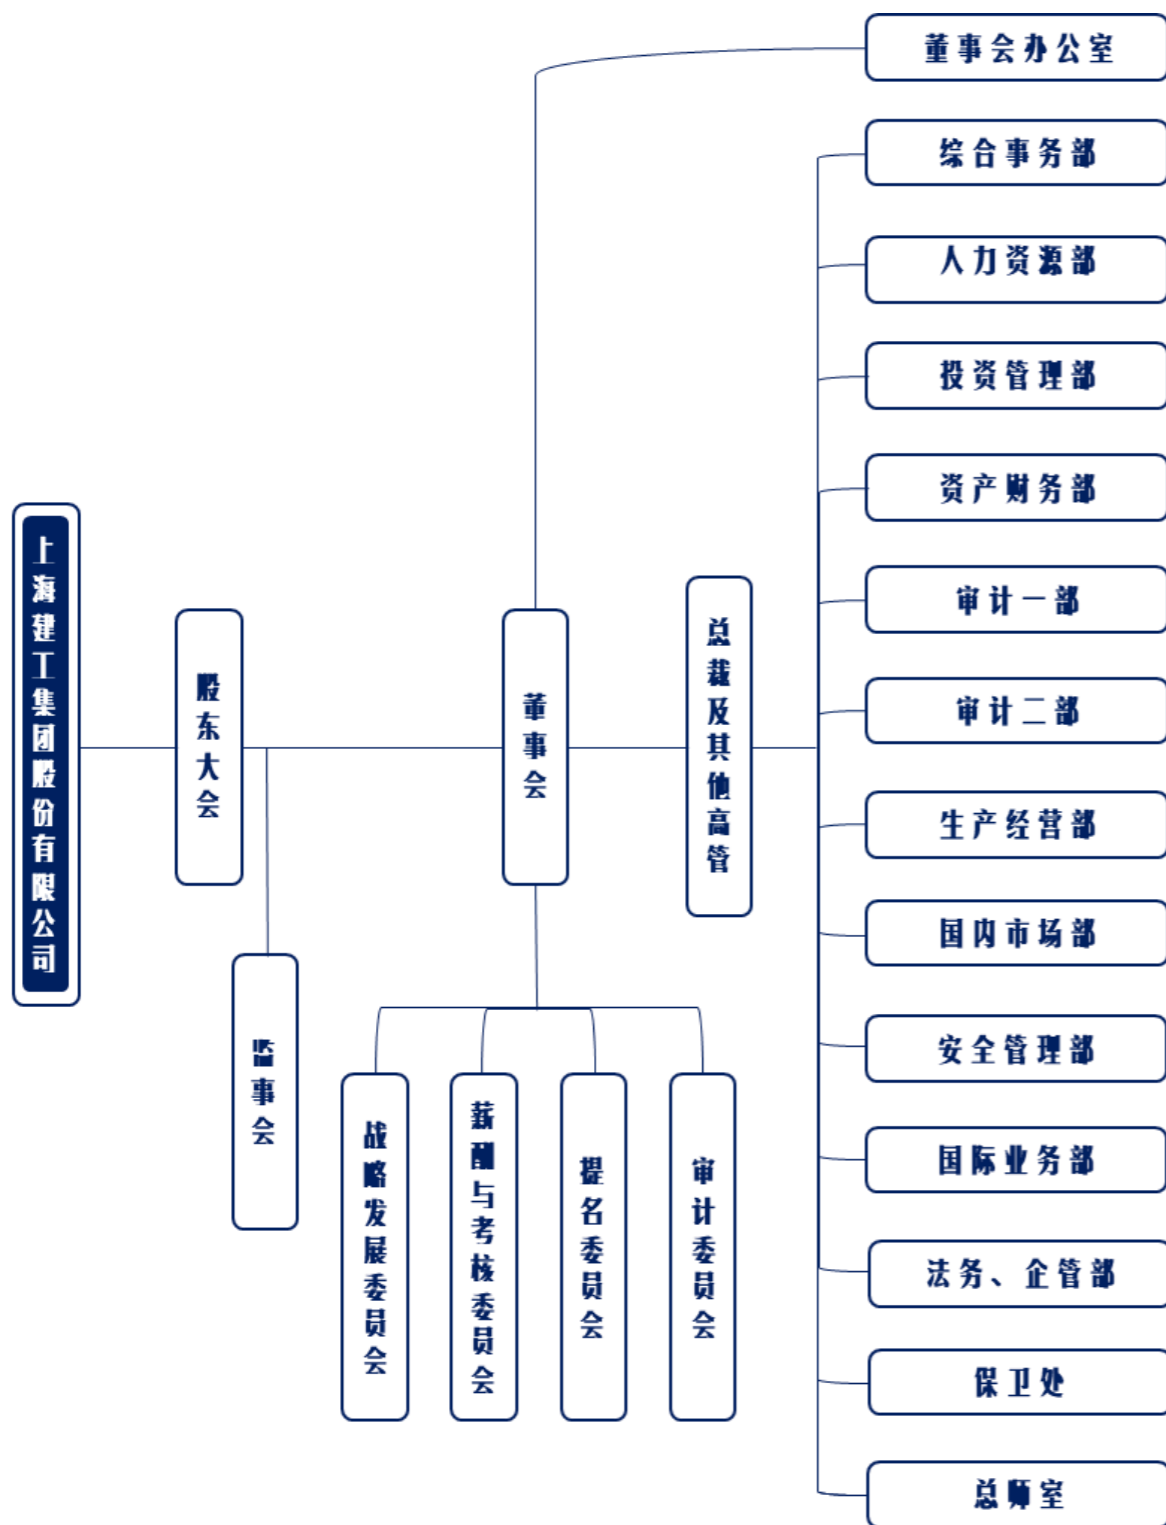 上海建工集团股份有限公司
股东大会
监事会
董事会
战略发展委员会
薪酬与考核委员会
提名委员会
审计委员会
总裁及其他高管
董事会办公室
综合事务部
人力资源部
投资管理部
资产财务部
审计一部
审计二部
生产经营部
国内市场部
安全管理部
国际业务部
法务、企管部
保卫处
总师室